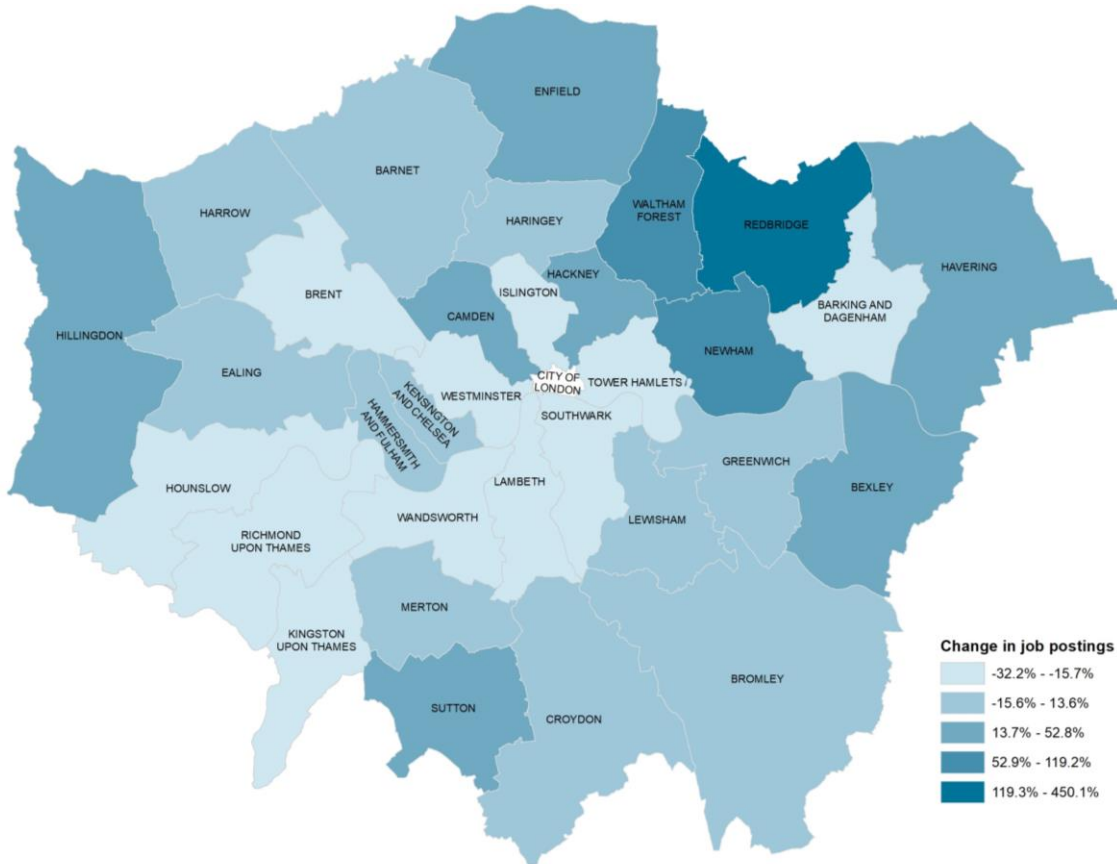 ENFIELD
BARNET
HARROW
HARINGEY
WALTHAM
FOREST
REDBRIDGE
HAVERING
BRENT
ISLINGTON
HACKNEY
CAMDEN
BARKING AND
DAGENHAM
HILLINGDON
EALING
NEWHAM
CITY OF
LONDON
TOWER HAMLETS
WESTMINSTER
KENSINGTON
AND CHELSEA
HAMMERSMITH
AND FULHAM
SOUTHWARK
GREENWICH
HOUNSLOW
LAMBETH
BEXLEY
WANDSWORTH
LEWISHAM
RICHMOND
UPON THAMES
MERTON
KINGSTON
UPON THAMES
BROMLEY
SUTTON
CROYDON
Change in job postings
-32.2% - -15.7%
-15.6% - 13.6%
13.7% - 52.8%
52.9% - 119.2%
119.3% - 450.1%